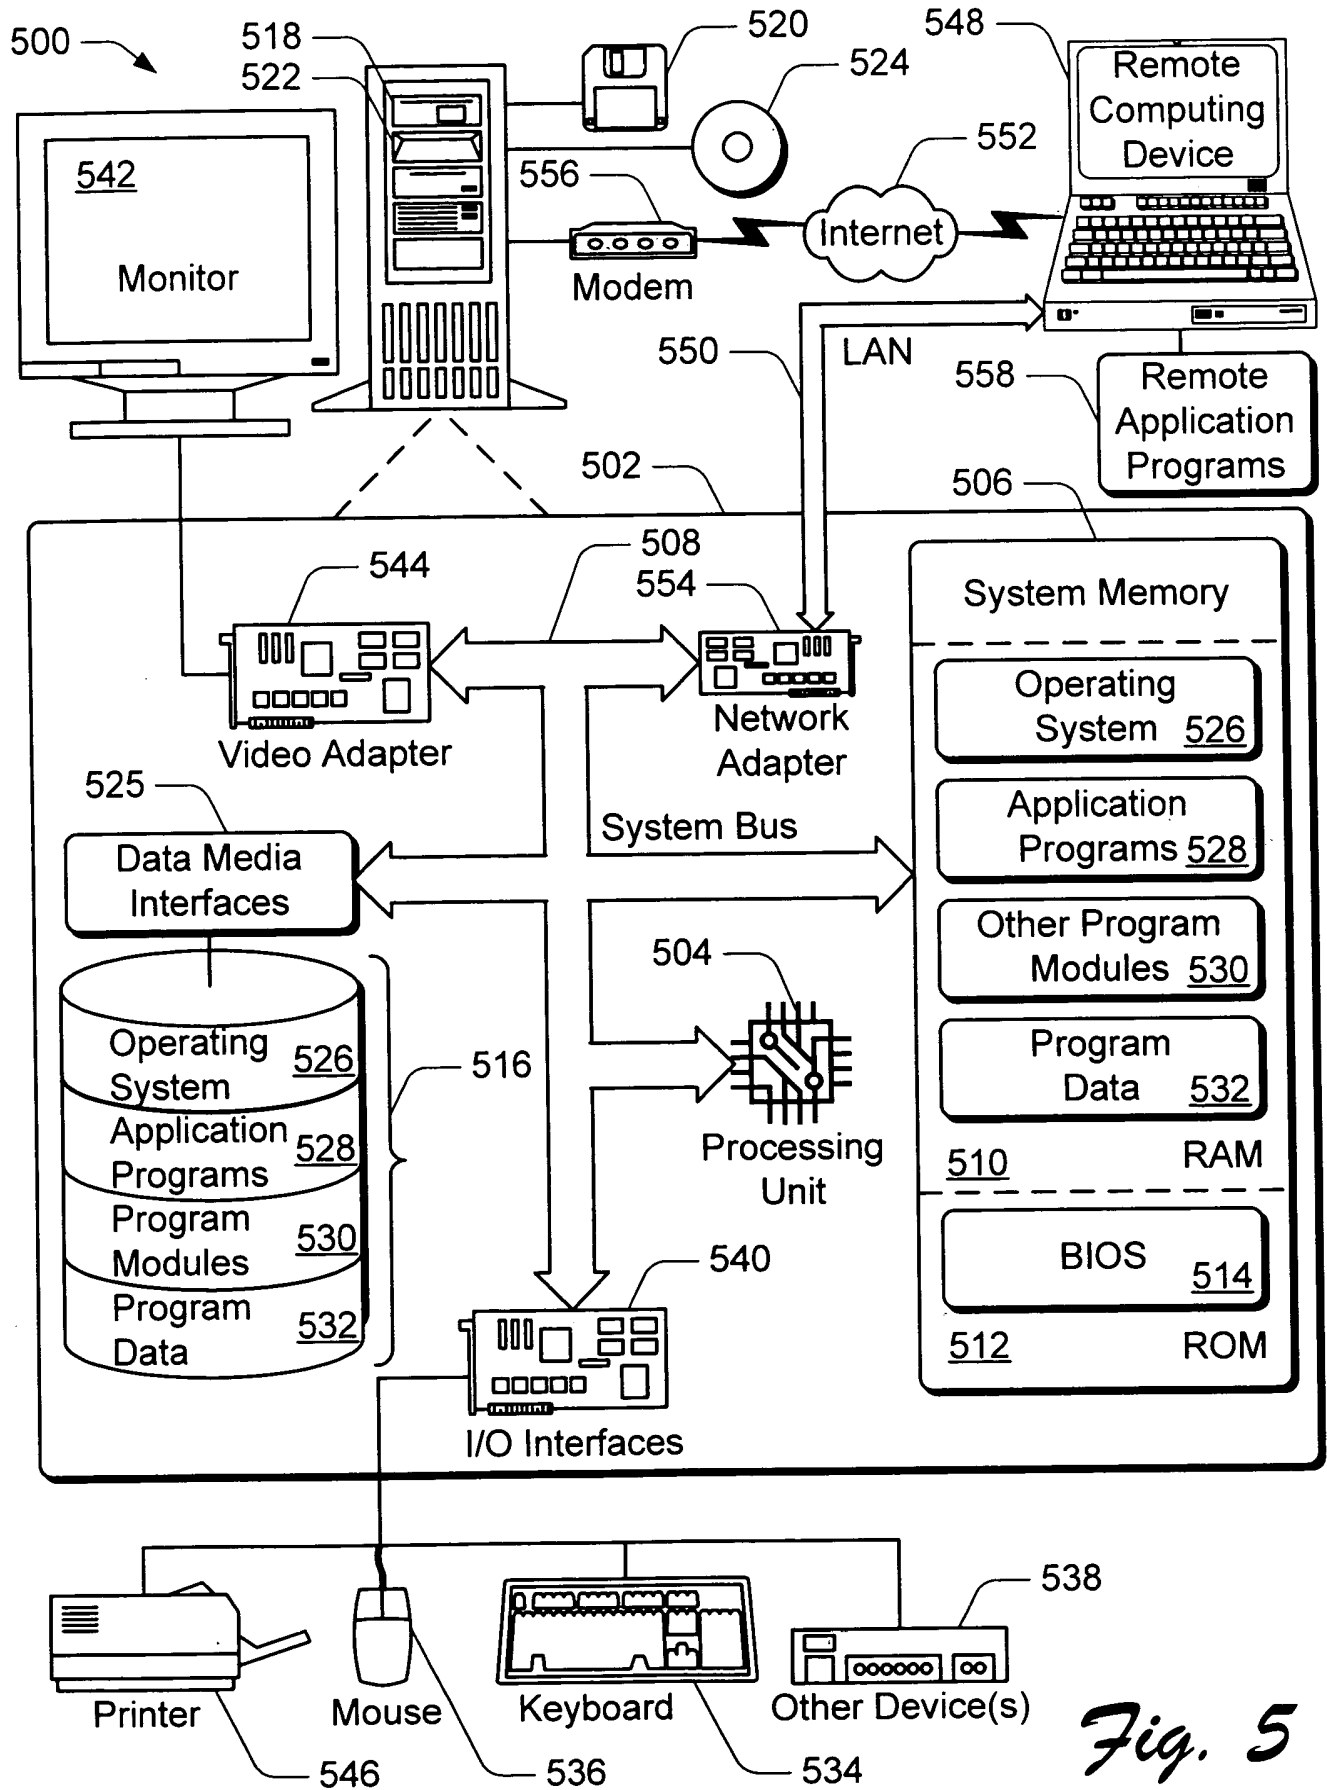 500
518
522
520
524
548
Remote
Computing
Device
542
Monitor
556
Modem
552
Internet
550
LAN
558
Remote
Application
Programs
502
506
544
508
554
Video Adapter
Network
Adapter
System Memory
Operating
System 526
Application
Programs 528
Other Program
Modules 530
Program
Data 532
510 RAM
BIOS 514
512 ROM
525
Data Media
Interfaces
System Bus
504
Processing
Unit
Operating
System 526
Application
Programs 528
Program
Modules 530
Program
Data 532
516
540
I/O Interfaces
538
Printer
Mouse
Keyboard
Other Device(s)
546
536
534
Fig. 5